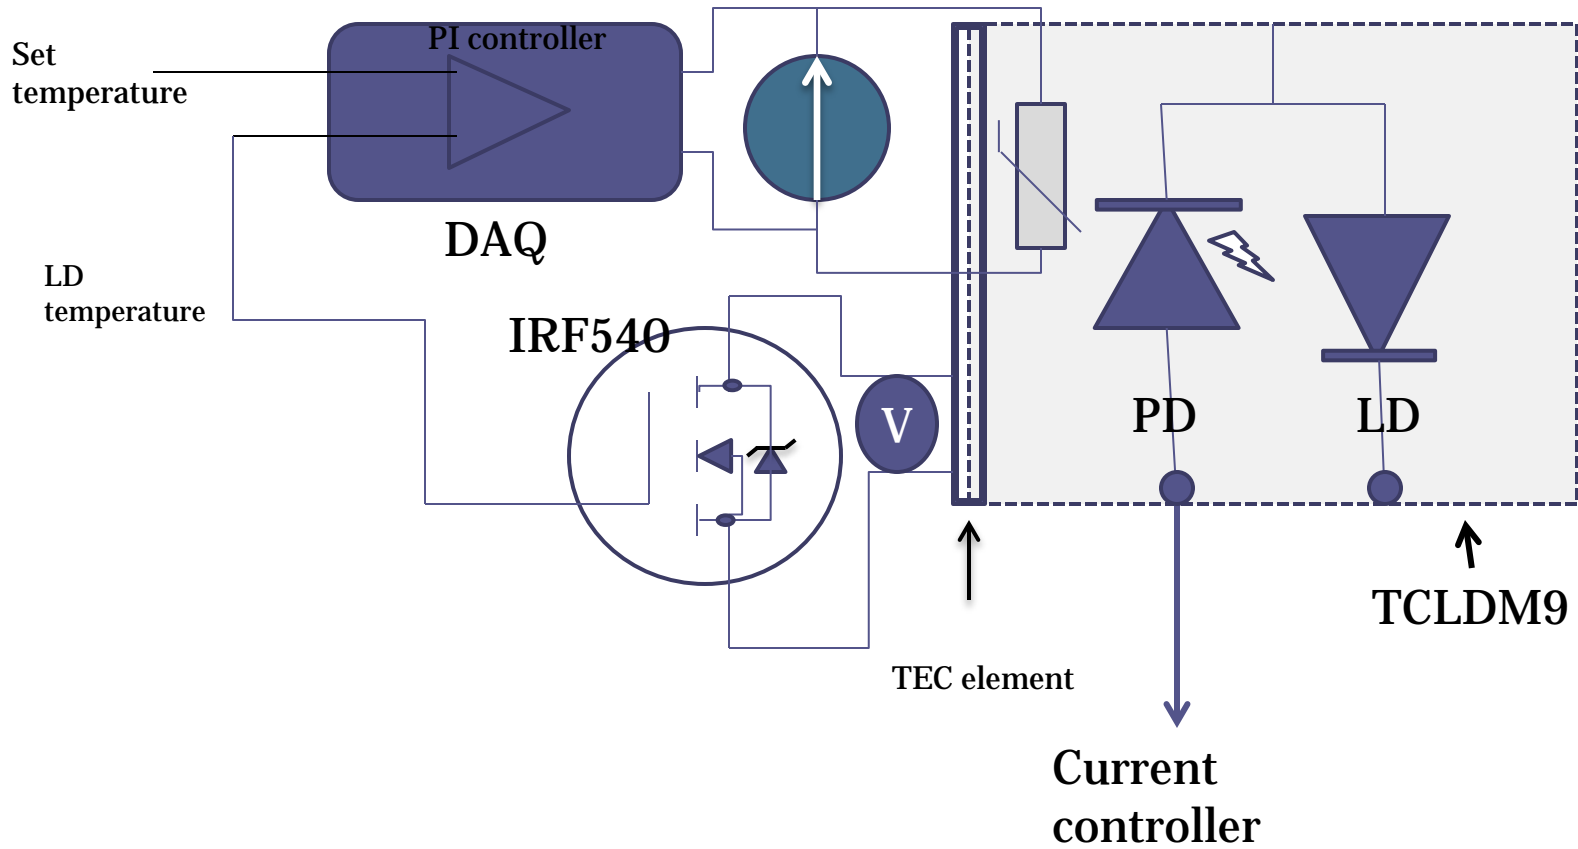 PI controller
Set
temperature
DAQ
LD
temperature
IRF540
V
PD
LD
TCLDM9
TEC element
Current
controller